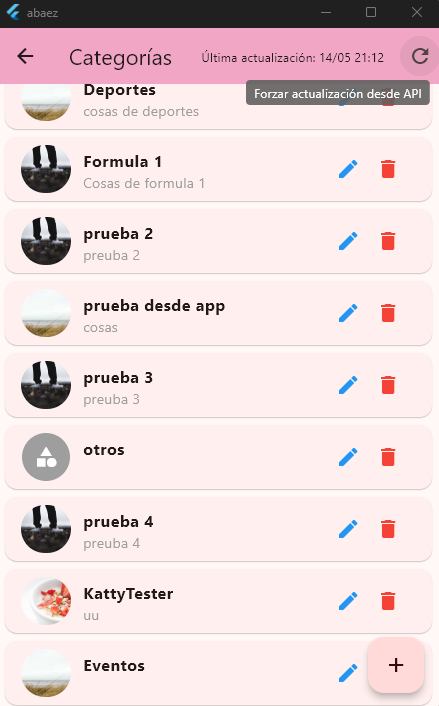 abaez
Categorías
Última actualización: 14/05 21:12
Forzar actualización desde API
Deportes
cosas de deportes
Formula 1
Cosas de formula 1
prueba 2
preuba 2
prueba desde app
cosas
prueba 3
preuba 3
otros
prueba 4
preuba 4
KattyTester
uu
Eventos